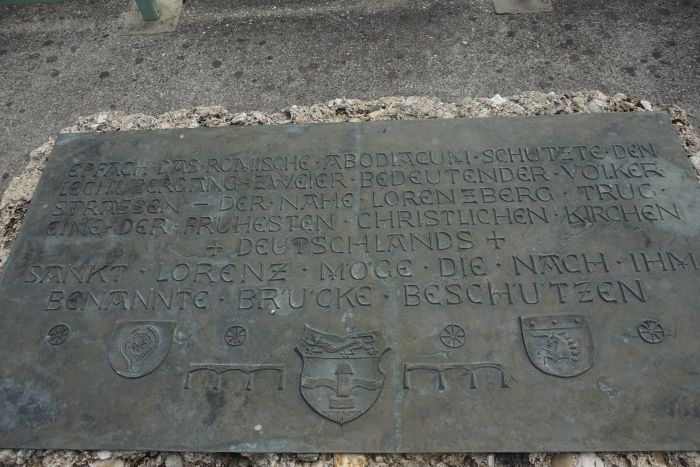 EPFACH·DAS·RÖMISCHE·ABODIACUM·SCHÜTZTE·DEN
LECHÜBERGANG·ZWEIER·BEDEUTENDER·VÖLKER
STRASSEN – DER·NAHE·LORENZBERG·TRUG·
EINE·DER·FRÜHESTEN·CHRISTLICHEN·KIRCHEN
+ DEUTSCHLANDS +
SANKT·LORENZ·MÖGE·DIE·NACH·IHM·
BENANNTE·BRÜCKE·BESCHÜTZEN